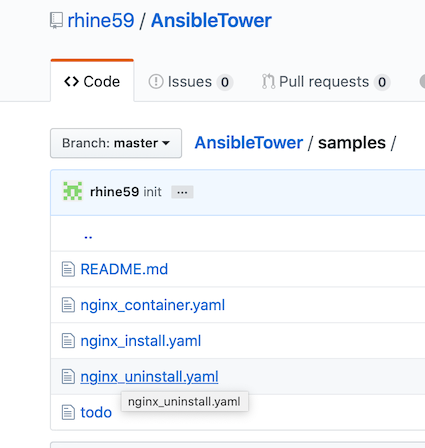 rhine59 / AnsibleTower
Code Issues 0 Pull requests 0
Branch: master AnsibleTower / samples /
rhine59 init ...
..
README.md
nginx_container.yaml
nginx_install.yaml
nginx_uninstall.yaml
nginx_uninstall.yaml
todo